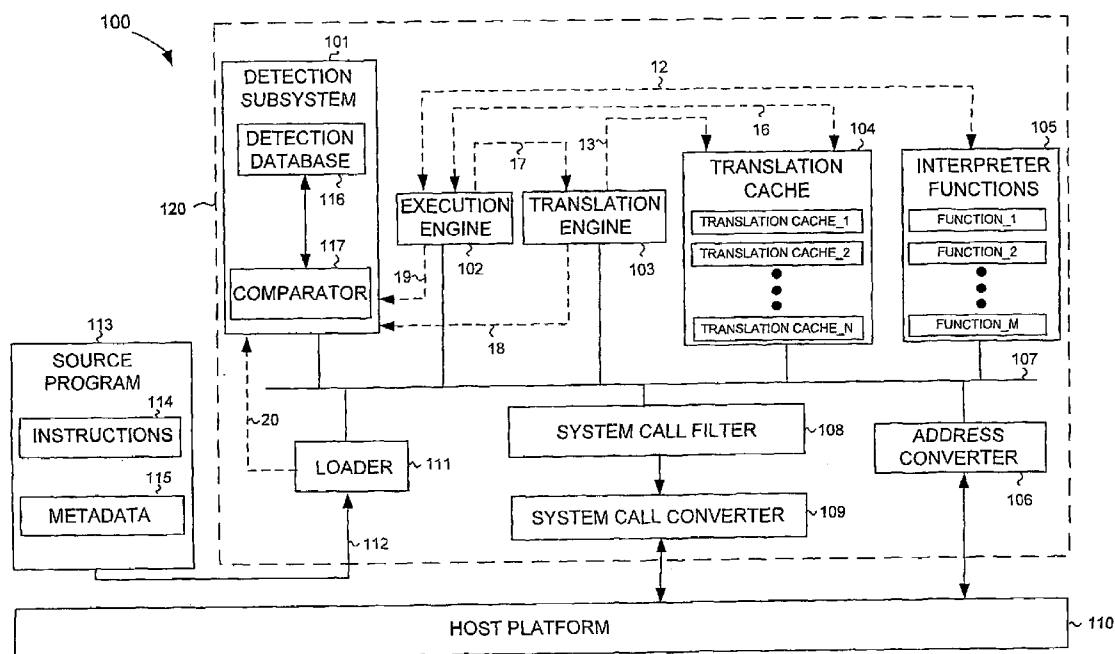 100
120
101
DETECTION
SUBSYSTEM
DETECTION
DATABASE
116
117
COMPARATOR
12
16
13
17
EXECUTION
ENGINE
102
TRANSLATION
ENGINE
103
19
18
104
TRANSLATION
CACHE
TRANSLATION CACHE_1
TRANSLATION CACHE_2
TRANSLATION CACHE_N
105
INTERPRETER
FUNCTIONS
FUNCTION_1
FUNCTION_2
FUNCTION_M
107
113
SOURCE
PROGRAM
114
INSTRUCTIONS
115
METADATA
20
LOADER
111
112
SYSTEM CALL FILTER
108
SYSTEM CALL CONVERTER
109
ADDRESS
CONVERTER
106
HOST PLATFORM
110